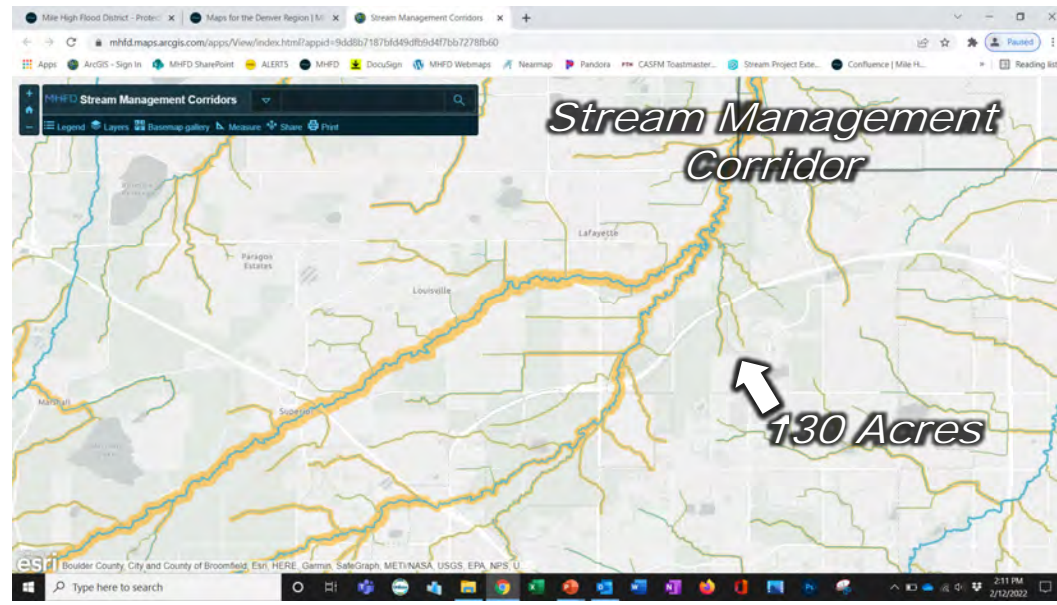 Mile High Flood District - Protec
Maps for the Denver Region | M
Stream Management Corridors
mhfd.maps.arcgis.com/apps/View/index.html?appid=9dd8b7187bfd49dfb9d4f7bb7278fb60
Paused
Apps
ArcGIS - Sign In
MHFD SharePoint
ALERTS
MHFD
DocuSign
MHFD Webmaps
Nearmap
Pandora
CASFM Toastmaster...
Stream Project Exte...
Confluence | Mile H...
Reading list
MHFD Stream Management Corridors
Legend Layers Basemap gallery Measure Share Print
Stream Management
Corridor
Lafayette
Paragon
Estates
Louisville
Marshall
Superior
130 Acres
esri
Boulder County, City and County of Broomfield, Esri, HERE, Garmin, SafeGraph, METI/NASA, USGS, EPA, NPS, U
Type here to search
2:11 PM
2/12/2022